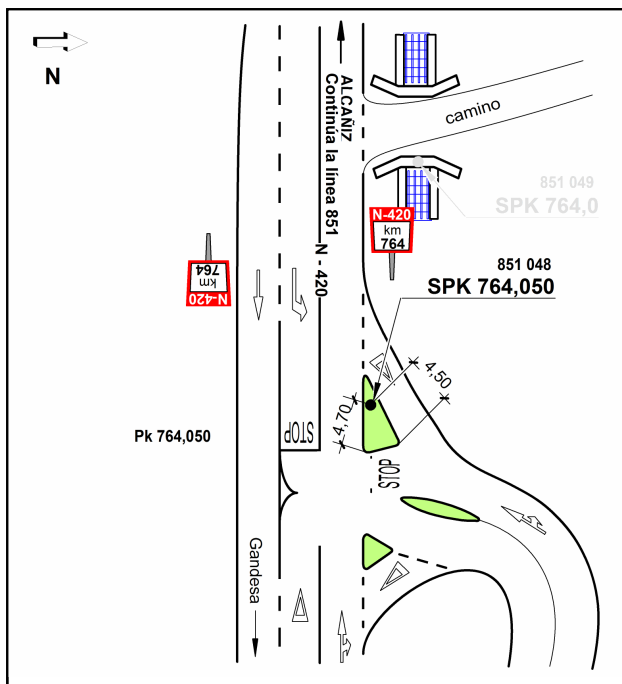 N
ALCAÑIZ
Continúa la línea 851
N - 420
camino
851 049
SPK 764,0
N-420
km
764
N-420
km
764
851 048
SPK 764,050
4,50
4,70
Pk 764,050
STOP
STOP
Gandesa